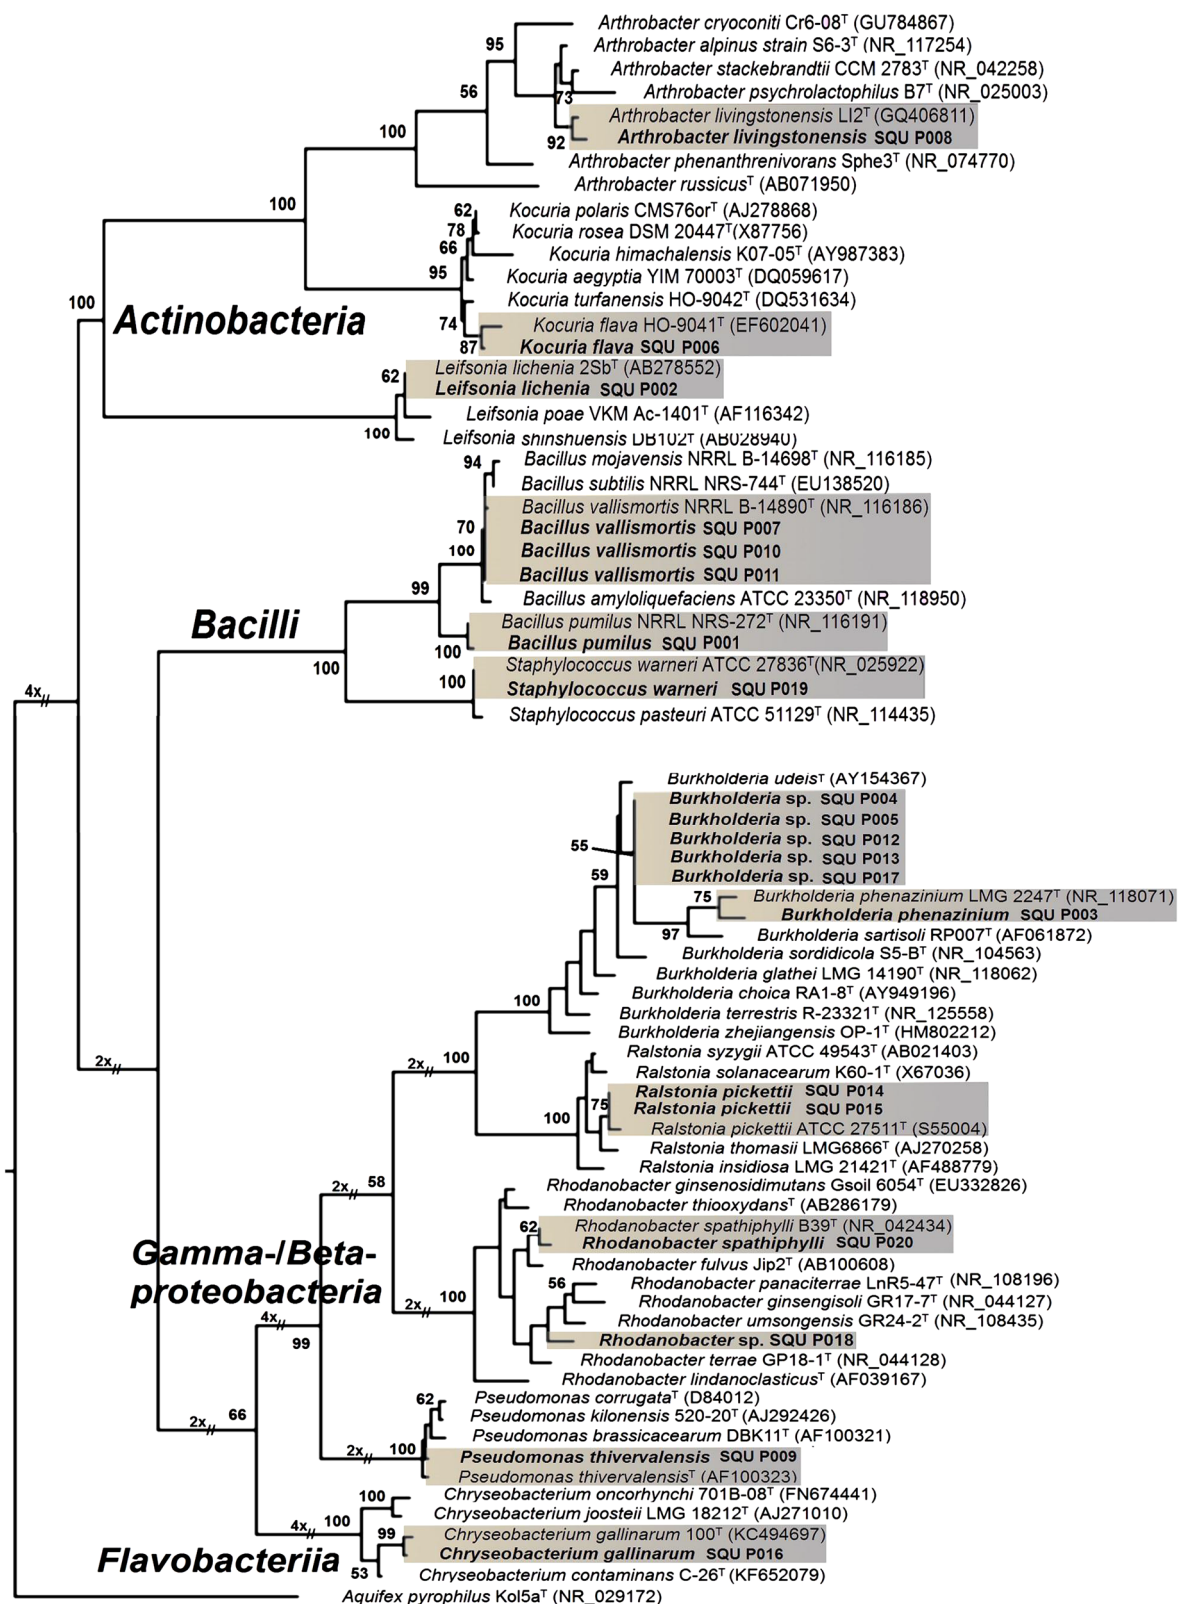 Arthrobacter cryoconiti Cr6-08ᵀ (GU784867)
95
Arthrobacter alpinus strain S6-3ᵀ (NR_117254)
Arthrobacter stackebrandtii CCM 2783ᵀ (NR_042258)
56
73
Arthrobacter psychrolactophilus B7ᵀ (NR_025003)
Arthrobacter livingstonensis LI2ᵀ (GQ406811)
100
92
Arthrobacter livingstonensis SQU P008
Arthrobacter phenanthrenivorans Sphe3ᵀ (NR_074770)
Arthrobacter russicusᵀ (AB071950)
100
62
Kocuria polaris CMS76orᵀ (AJ278868)
78
Kocuria rosea DSM 20447ᵀ(X87756)
66
Kocuria himachalensis K07-05ᵀ (AY987383)
95
Kocuria aegyptia YIM 70003ᵀ (DQ059617)
100
Kocuria turfanensis HO-9042ᵀ (DQ531634)
Actinobacteria
74
Kocuria flava HO-9041ᵀ (EF602041)
87
Kocuria flava SQU P006
Leifsonia lichenia 2Sbᵀ (AB278552)
62
Leifsonia lichenia SQU P002
Leifsonia poae VKM Ac-1401ᵀ (AF116342)
100
Leifsonia shinshuensis DB102ᵀ (AB028940)
94
Bacillus mojavensis NRRL B-14698ᵀ (NR_116185)
Bacillus subtilis NRRL NRS-744ᵀ (EU138520)
Bacillus vallismortis NRRL B-14890ᵀ (NR_116186)
70
Bacillus vallismortis SQU P007
100
Bacillus vallismortis SQU P010
Bacillus vallismortis SQU P011
99
Bacillus amyloliquefaciens ATCC 23350ᵀ (NR_118950)
Bacilli
Bacillus pumilus NRRL NRS-272ᵀ (NR_116191)
100
Bacillus pumilus SQU P001
100
Staphylococcus warneri ATCC 27836ᵀ(NR_025922)
100
Staphylococcus warneri SQU P019
4x
Staphylococcus pasteuri ATCC 51129ᵀ (NR_114435)
Burkholderia udeisᵀ (AY154367)
Burkholderia sp. SQU P004
Burkholderia sp. SQU P005
55
Burkholderia sp. SQU P012
Burkholderia sp. SQU P013
59
Burkholderia sp. SQU P017
75
Burkholderia phenazinium LMG 2247ᵀ (NR_118071)
Burkholderia phenazinium SQU P003
97
Burkholderia sartisoli RP007ᵀ (AF061872)
Burkholderia sordidicola S5-Bᵀ (NR_104563)
Burkholderia glathei LMG 14190ᵀ (NR_118062)
100
Burkholderia choica RA1-8ᵀ (AY949196)
Burkholderia terrestris R-23321ᵀ (NR_125558)
Burkholderia zhejiangensis OP-1ᵀ (HM802212)
2x
2x
100
Ralstonia syzygii ATCC 49543ᵀ (AB021403)
Ralstonia solanacearum K60-1ᵀ (X67036)
Ralstonia pickettii SQU P014
75
Ralstonia pickettii SQU P015
100
Ralstonia pickettii ATCC 27511ᵀ (S55004)
Ralstonia thomasii LMG6866ᵀ (AJ270258)
Ralstonia insidiosa LMG 21421ᵀ (AF488779)
2x
58
Rhodanobacter ginsenosidimutans Gsoil 6054ᵀ (EU332826)
Rhodanobacter thiooxydansᵀ (AB286179)
62
Rhodanobacter spathiphylli B39ᵀ (NR_042434)
Rhodanobacter spathiphylli SQU P020
Gamma-/Beta-
proteobacteria
Rhodanobacter fulvus Jip2ᵀ (AB100608)
56
Rhodanobacter panaciterrae LnR5-47ᵀ (NR_108196)
2x
100
Rhodanobacter ginsengisoli GR17-7ᵀ (NR_044127)
4x
Rhodanobacter umsongensis GR24-2ᵀ (NR_108435)
99
Rhodanobacter sp. SQU P018
Rhodanobacter terrae GP18-1ᵀ (NR_044128)
Rhodanobacter lindanoclasticusᵀ (AF039167)
62
Pseudomonas corrugataᵀ (D84012)
2x
66
Pseudomonas kilonensis 520-20ᵀ (AJ292426)
Pseudomonas brassicacearum DBK11ᵀ (AF100321)
2x
100
Pseudomonas thivervalensis SQU P009
Pseudomonas thivervalensisᵀ (AF100323)
100
Chryseobacterium oncorhynchi 701B-08ᵀ (FN674441)
4x
100
Chryseobacterium joosteii LMG 18212ᵀ (AJ271010)
99
Chryseobacterium gallinarum 100ᵀ (KC494697)
Flavobacteriia
Chryseobacterium gallinarum SQU P016
53
Chryseobacterium contaminans C-26ᵀ (KF652079)
Aquifex pyrophilus Kol5aᵀ (NR_029172)